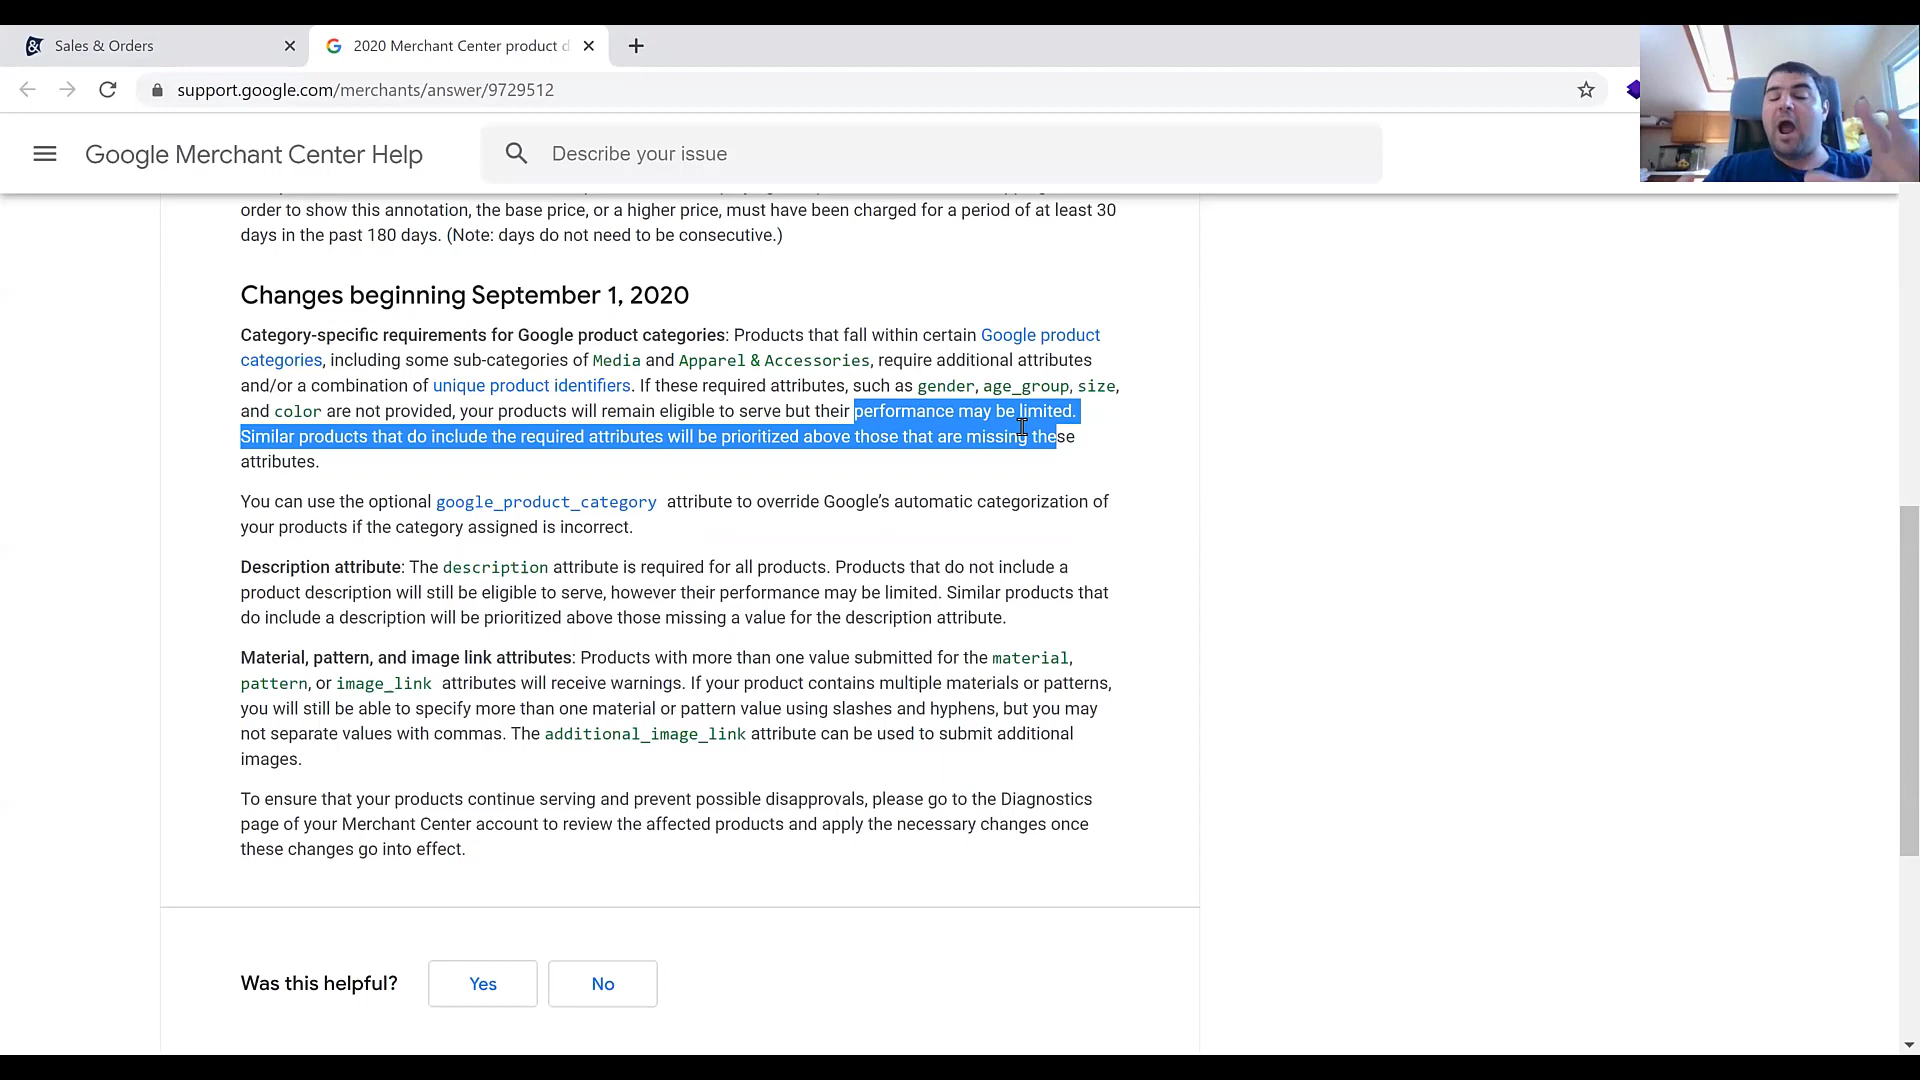 Sales & Orders
2020 Merchant Center product d
support.google.com/merchants/answer/9729512
Google Merchant Center Help
Describe your issue
order to show this annotation, the base price, or a higher price, must have been charged for a period of at least 30
days in the past 180 days. (Note: days do not need to be consecutive.)
Changes beginning September 1, 2020
Category-specific requirements for Google product categories: Products that fall within certain Google product
categories, including some sub-categories of Media and Apparel & Accessories, require additional attributes
and/or a combination of unique product identifiers. If these required attributes, such as gender, age_group, size,
and color are not provided, your products will remain eligible to serve but their performance may be limited.
Similar products that do include the required attributes will be prioritized above those that are missing these
attributes.
You can use the optional google_product_category attribute to override Google’s automatic categorization of
your products if the category assigned is incorrect.
Description attribute: The description attribute is required for all products. Products that do not include a
product description will still be eligible to serve, however their performance may be limited. Similar products that
do include a description will be prioritized above those missing a value for the description attribute.
Material, pattern, and image link attributes: Products with more than one value submitted for the material,
pattern, or image_link attributes will receive warnings. If your product contains multiple materials or patterns,
you will still be able to specify more than one material or pattern value using slashes and hyphens, but you may
not separate values with commas. The additional_image_link attribute can be used to submit additional
images.
To ensure that your products continue serving and prevent possible disapprovals, please go to the Diagnostics
page of your Merchant Center account to review the affected products and apply the necessary changes once
these changes go into effect.
Was this helpful?
Yes
No